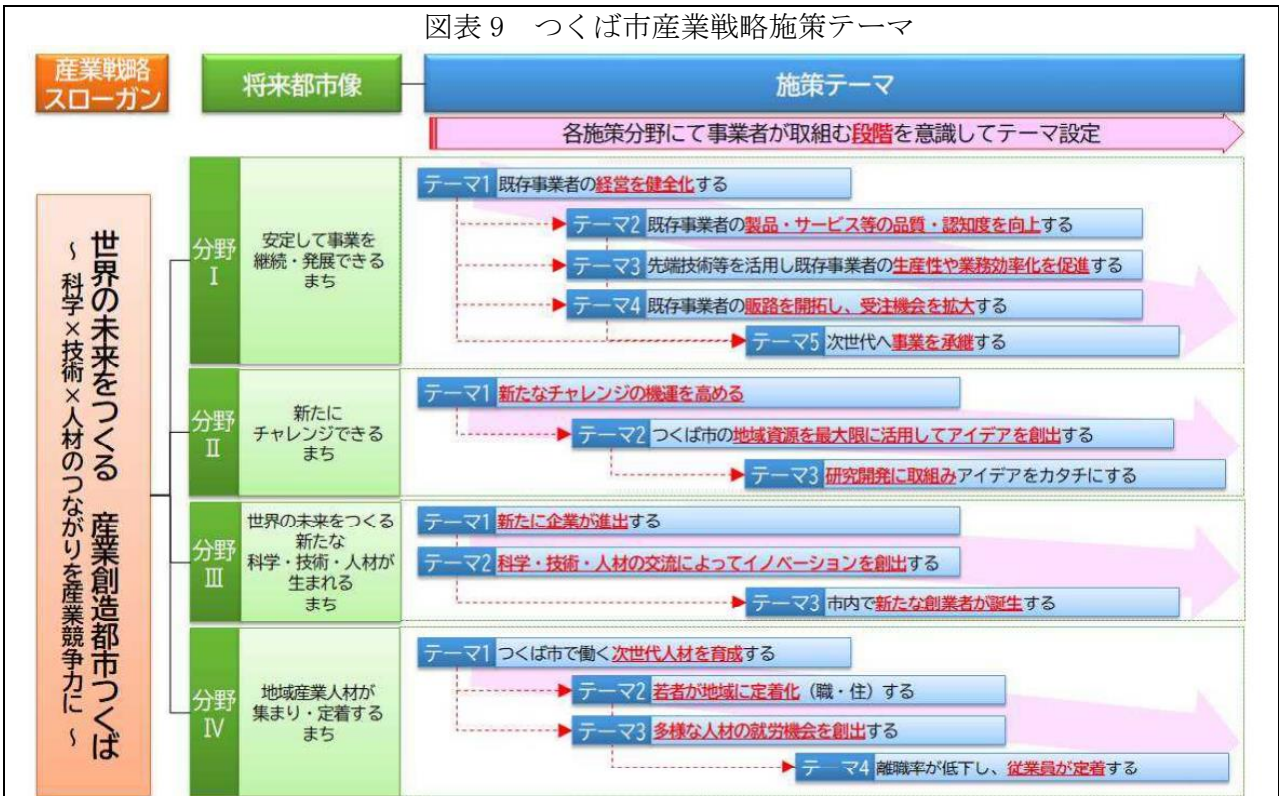 図表9　つくば市産業戦略施策テーマ
産業戦略
スローガン
将来都市像
施策テーマ
各施策分野にて事業者が取組む段階を意識してテーマ設定
世界の未来をつくる　産業創造都市つくば
～科学×技術×人材のつながりを産業競争力に～
分野
Ⅰ
安定して事業を
継続・発展できる
まち
テーマ1 既存事業者の経営を健全化する
テーマ2 既存事業者の製品・サービス等の品質・認知度を向上する
テーマ3 先端技術等を活用し既存事業者の生産性や業務効率化を促進する
テーマ4 既存事業者の販路を開拓し、受注機会を拡大する
テーマ5 次世代へ事業を承継する
分野
Ⅱ
新たに
チャレンジできる
まち
テーマ1 新たなチャレンジの機運を高める
テーマ2 つくば市の地域資源を最大限に活用してアイデアを創出する
テーマ3 研究開発に取組みアイデアをカタチにする
分野
Ⅲ
世界の未来をつくる
新たな
科学・技術・人材が
生まれる
まち
テーマ1 新たに企業が進出する
テーマ2 科学・技術・人材の交流によってイノベーションを創出する
テーマ3 市内で新たな創業者が誕生する
分野
Ⅳ
地域産業人材が
集まり・定着する
まち
テーマ1 つくば市で働く次世代人材を育成する
テーマ2 若者が地域に定着化（職・住）する
テーマ3 多様な人材の就労機会を創出する
テーマ4 離職率が低下し、従業員が定着する